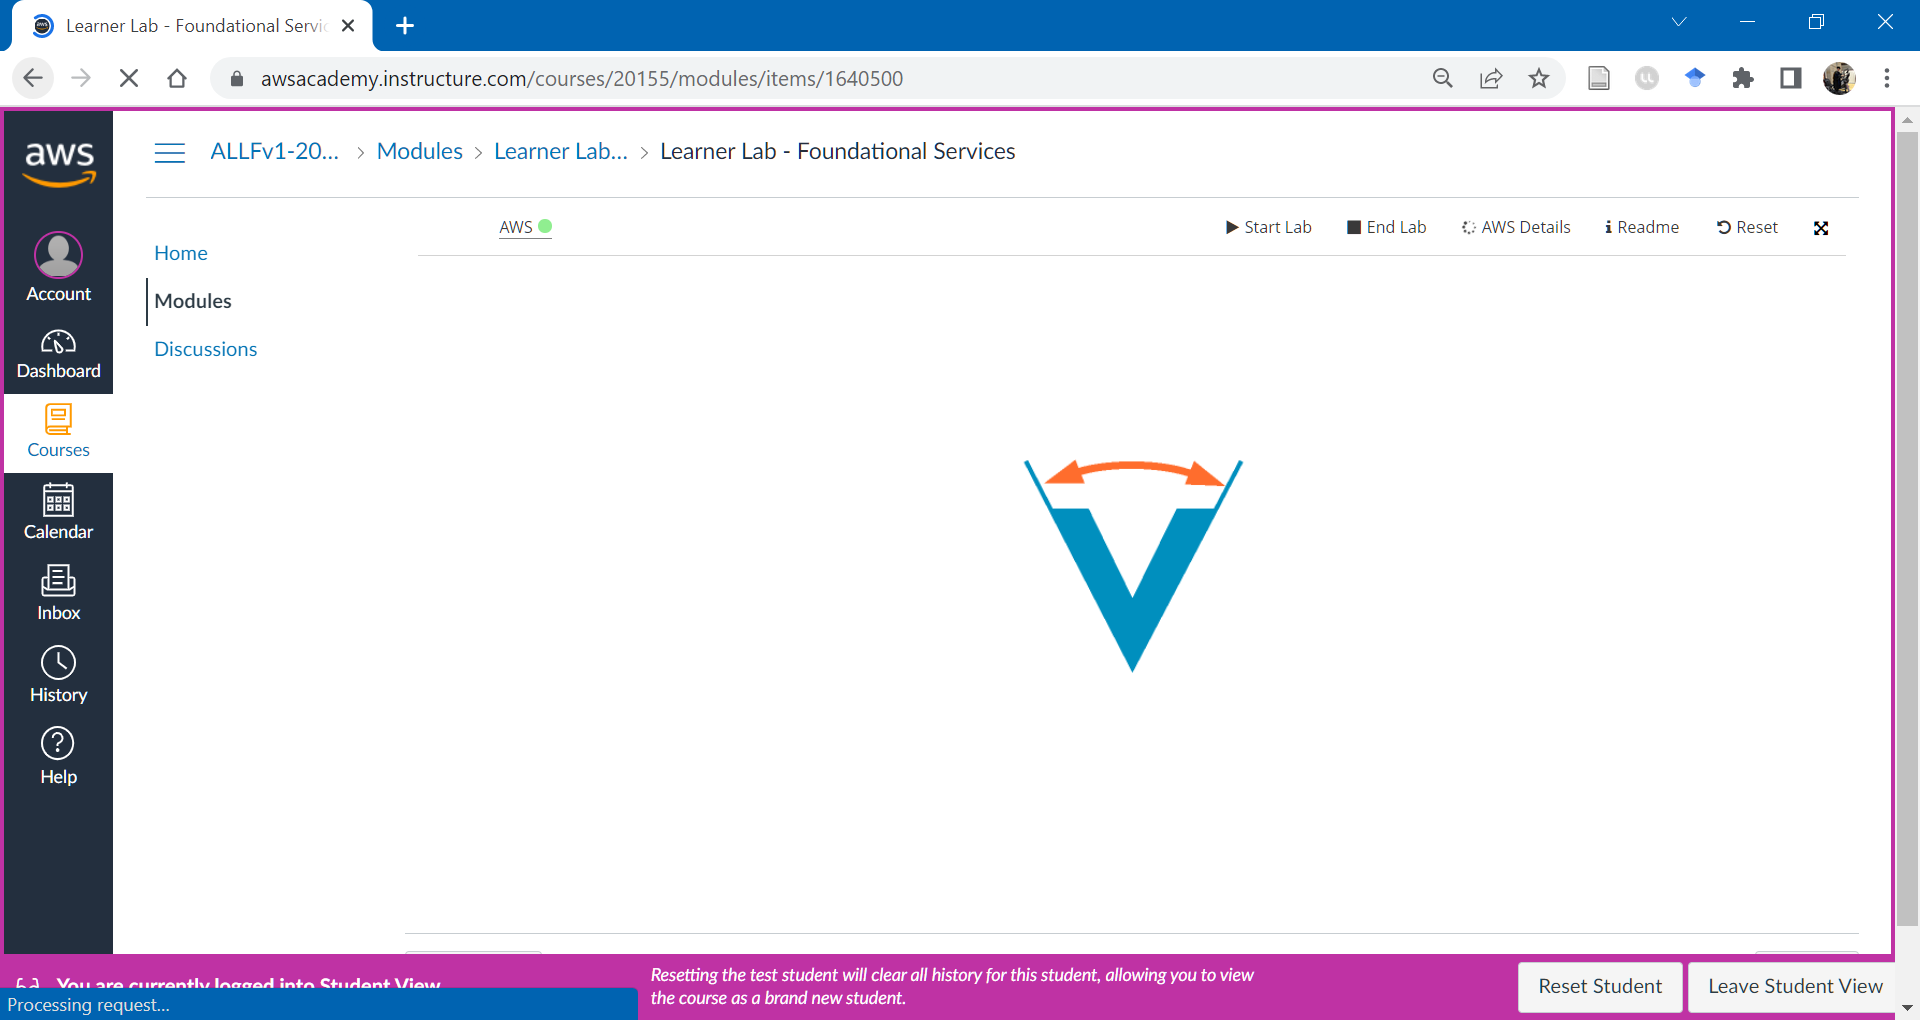 Learner Lab - Foundational Servic
awsacademy.instructure.com/courses/20155/modules/items/1640500
aws
ALLFv1-20... > Modules > Learner Lab... > Learner Lab - Foundational Services
AWS
Start Lab
End Lab
AWS Details
Readme
Reset
Home
Modules
Discussions
Account
Dashboard
Courses
Calendar
Inbox
History
Help
You are currently logged into Student View
Resetting the test student will clear all history for this student, allowing you to view
the course as a brand new student.
Reset Student
Leave Student View
Processing request...